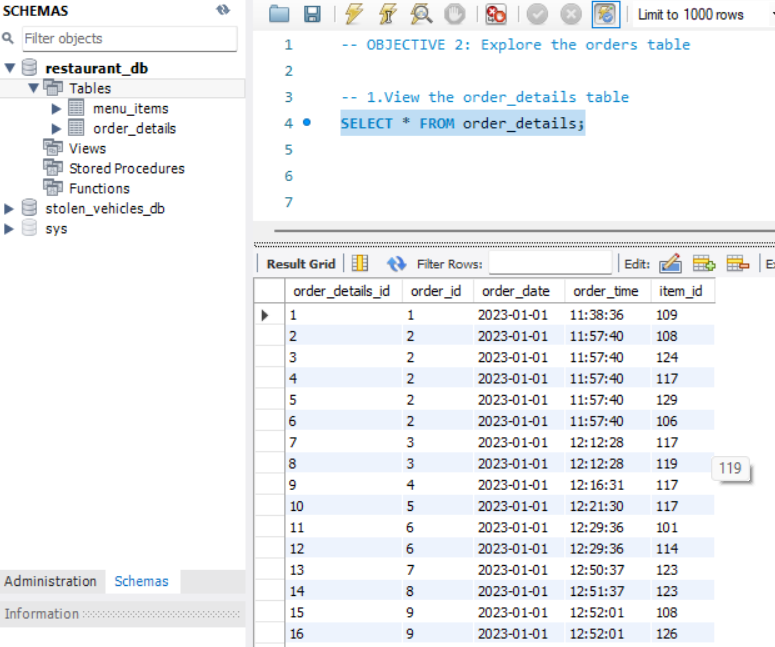 SCHEMAS
Filter objects
restaurant_db
Tables
menu_items
order_details
Views
Stored Procedures
Functions
stolen_vehicles_db
sys
Administration Schemas
Information
Limit to 1000 rows
1 -- OBJECTIVE 2: Explore the orders table
2
3 -- 1.View the order_details table
4 SELECT * FROM order_details;
5
6
7
Result Grid Filter Rows: Edit:
order_details_id order_id order_date order_time item_id
1 1 2023-01-01 11:38:36 109
2 2 2023-01-01 11:57:40 108
3 2 2023-01-01 11:57:40 124
4 2 2023-01-01 11:57:40 117
5 2 2023-01-01 11:57:40 129
6 2 2023-01-01 11:57:40 106
7 3 2023-01-01 12:12:28 117
8 3 2023-01-01 12:12:28 119
119
9 4 2023-01-01 12:16:31 117
10 5 2023-01-01 12:21:30 117
11 6 2023-01-01 12:29:36 101
12 6 2023-01-01 12:29:36 114
13 7 2023-01-01 12:50:37 123
14 8 2023-01-01 12:51:37 123
15 9 2023-01-01 12:52:01 108
16 9 2023-01-01 12:52:01 126